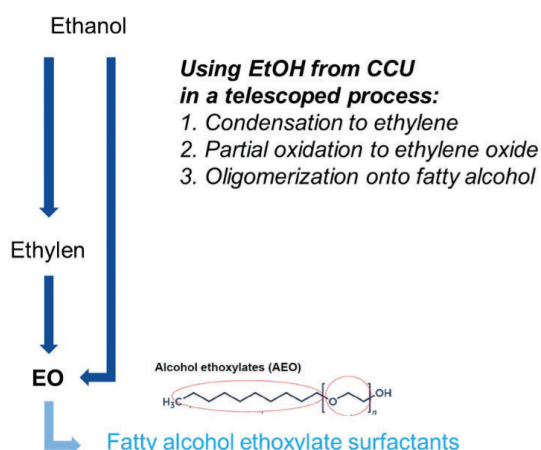 Ethanol
Using EtOH from CCU
in a telescoped process:
1. Condensation to ethylene
2. Partial oxidation to ethylene oxide
3. Oligomerization onto fatty alcohol
Ethylen
EO
Alcohol ethoxylates (AEO)
H₃C
O
OH
n
Fatty alcohol ethoxylate surfactants